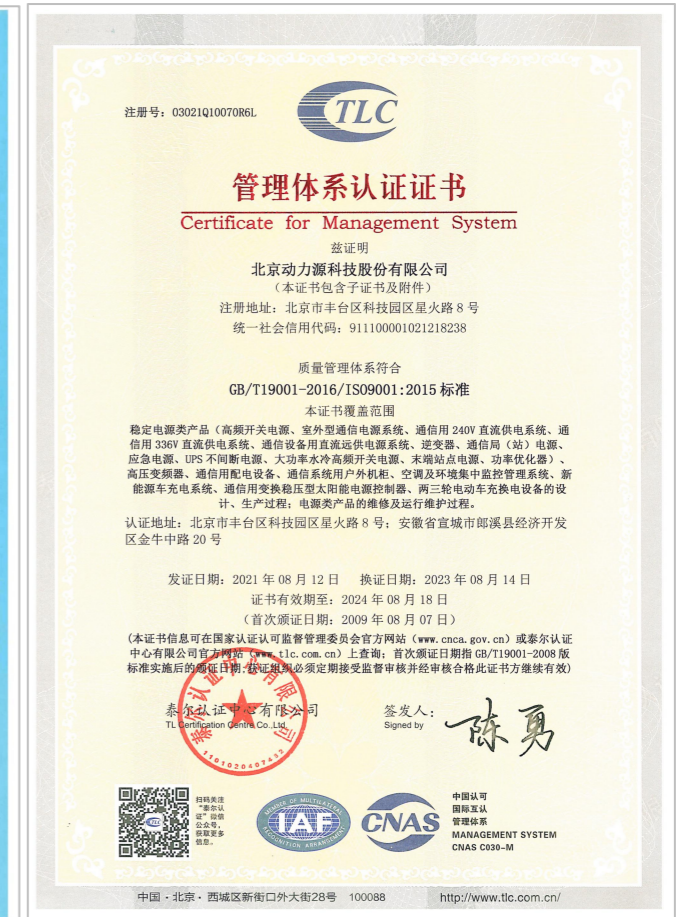 注册号：03021Q10070R6L
TLC
管理体系认证证书
Certificate for Management System
兹证明
北京动力源科技股份有限公司
（本证书包含子证书及附件）
注册地址：北京市丰台区科技园区星火路 8 号
统一社会信用代码：911100001021218238
质量管理体系符合
GB/T19001-2016/ISO9001:2015 标准
本证书覆盖范围
稳定电源类产品（高频开关电源、室外型通信电源系统、通信用 240V 直流供电系统、通
信用 336V 直流供电系统、通信设备用直流远供电源系统、逆变器、通信局（站）电源、
应急电源、UPS 不间断电源、大功率水冷高频开关电源、末端站点电源、功率优化器）、
高压变频器、通信用配电设备、通信系统用户外机柜、空调及环境集中监控管理系统、新
能源车充电系统、通信用变换稳压型太阳能电源控制器、两三轮电动车充换电设备的设
计、生产过程；电源类产品的维修及运行维护过程。
认证地址：北京市丰台区科技园区星火路 8 号；安徽省宣城市郎溪县经济开发
区金牛中路 20 号
发证日期：2021 年 08 月 12 日 换证日期：2023 年 08 月 14 日
证书有效期至：2024 年 08 月 18 日
（首次颁证日期：2009 年 08 月 07 日）
(本证书信息可在国家认证认可监督管理委员会官方网站（www.cnca.gov.cn）或泰尔认证
中心有限公司官方网站（www.tlc.com.cn）上查询；首次颁证日期指 GB/T19001-2008 版
标准实施后的颁证日期;获证组织必须定期接受监督审核并经审核合格此证书方继续有效)
泰尔认证中心有限公司
TL Certification Centre Co.,Ltd.
泰尔认证中心有限公司
1101020407432
签发人：
Signed by
陈勇
TLC
扫码关注
“泰尔认
证”微信
公众号，
获取更多
信息。
MEMBER OF MULTILATERAL
IAF
RECOGNITION ARRANGEMENT
CNAS
中国认可
国际互认
管理体系
MANAGEMENT SYSTEM
CNAS C030-M
中国·北京·西城区新街口外大街28号 100088
http://www.tlc.com.cn/